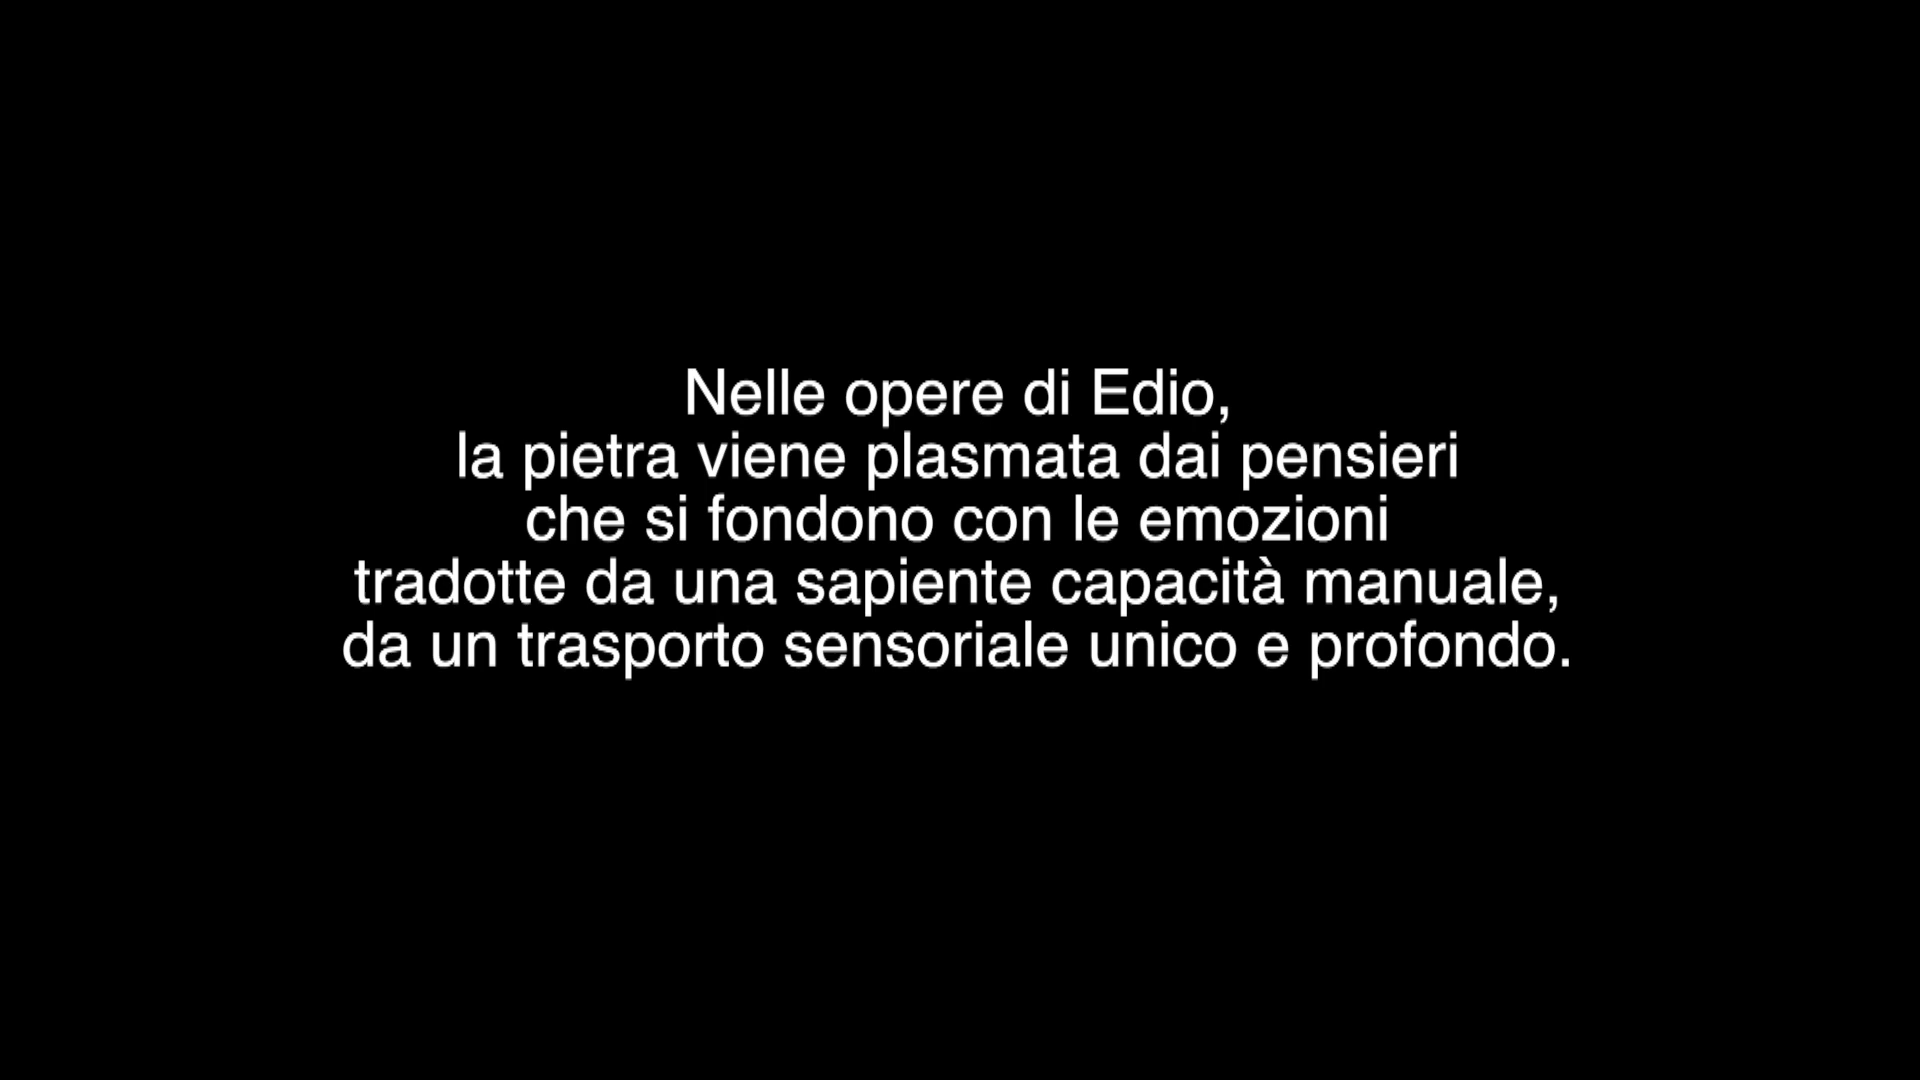 Nelle opere di Edio,
la pietra viene plasmata dai pensieri
che si fondono con le emozioni
tradotte da una sapiente capacità manuale,
da un trasporto sensoriale unico e profondo.